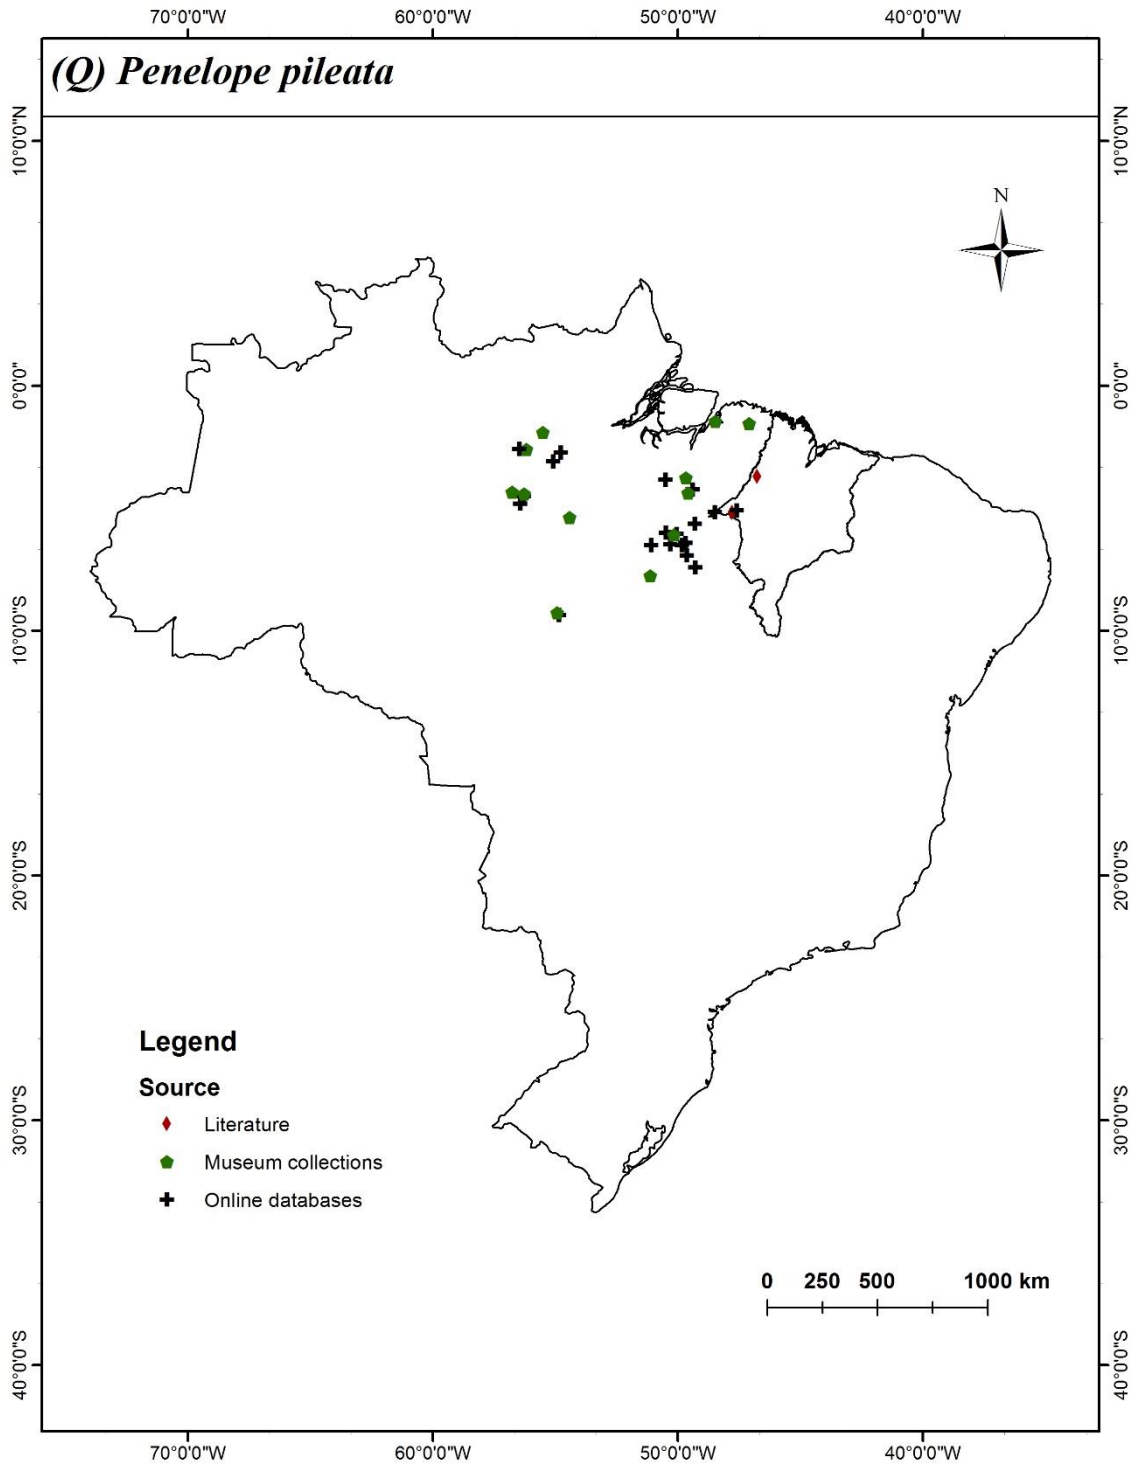 70°0'0"W 60°0'0"W 50°0'0"W 40°0'0"W
(Q) Penelope pileata
10°0'0"N 10°0'0"N
N
0°0'0" 0°0'0"
10°0'0"S 10°0'0"S
20°0'0"S 20°0'0"S
Legend
Source
30°0'0"S 30°0'0"S
Literature
Museum collections
Online databases
0 250 500 1000 km
40°0'0"S 40°0'0"S
70°0'0"W 60°0'0"W 50°0'0"W 40°0'0"W